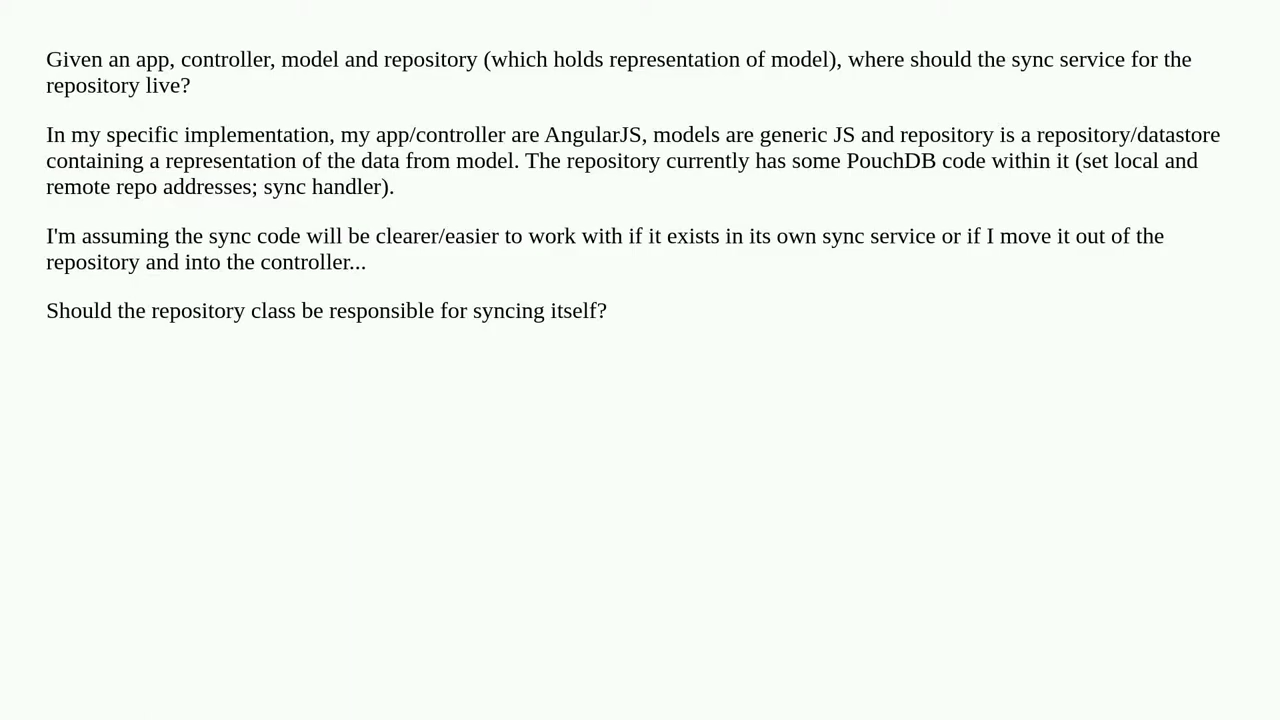 Given an app, controller, model and repository (which holds representation of model), where should the sync service for the
repository live?
In my specific implementation, my app/controller are AngularJS, models are generic JS and repository is a repository/datastore
containing a representation of the data from model. The repository currently has some PouchDB code within it (set local and
remote repo addresses; sync handler).
I'm assuming the sync code will be clearer/easier to work with if it exists in its own sync service or if I move it out of the
repository and into the controller...
Should the repository class be responsible for syncing itself?